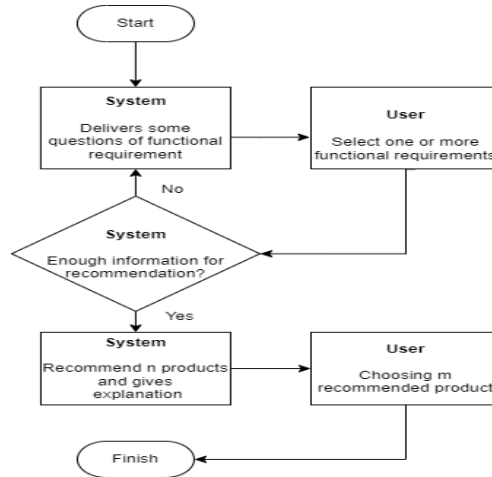 Start
System
Delivers some
questions of functional
requirement
User
Select one or more
functional requirements
No
System
Enough information for
recommendation?
Yes
System
Recommend n products
and gives
explanation
User
Choosing m
recommended product
Finish